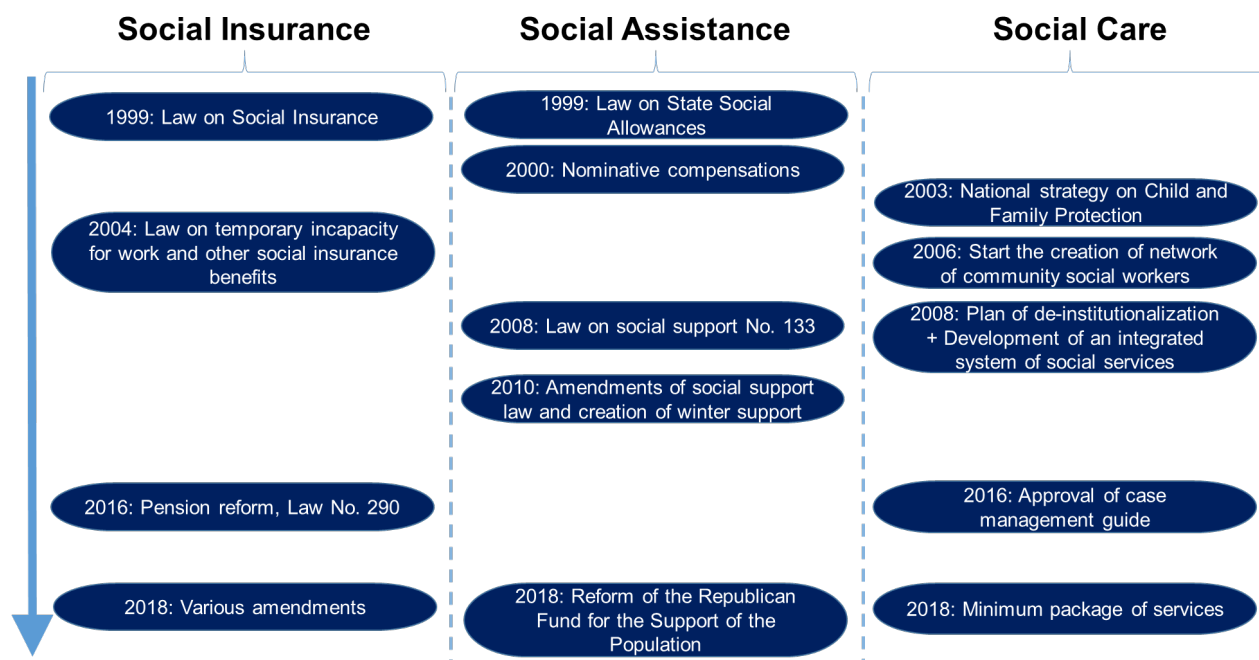 Social Insurance
1999: Law on Social Insurance
2004: Law on temporary incapacity
for work and other social insurance
benefits
2016: Pension reform, Law No. 290
2018: Various amendments
Social Assistance
1999: Law on State Social
Allowances
2000: Nominative compensations
2008: Law on social support No. 133
2010: Amendments of social support
law and creation of winter support
2018: Reform of the Republican
Fund for the Support of the
Population
Social Care
2003: National strategy on Child and
Family Protection
2006: Start the creation of network
of community social workers
2008: Plan of de-institutionalization
+ Development of an integrated
system of social services
2016: Approval of case
management guide
2018: Minimum package of services